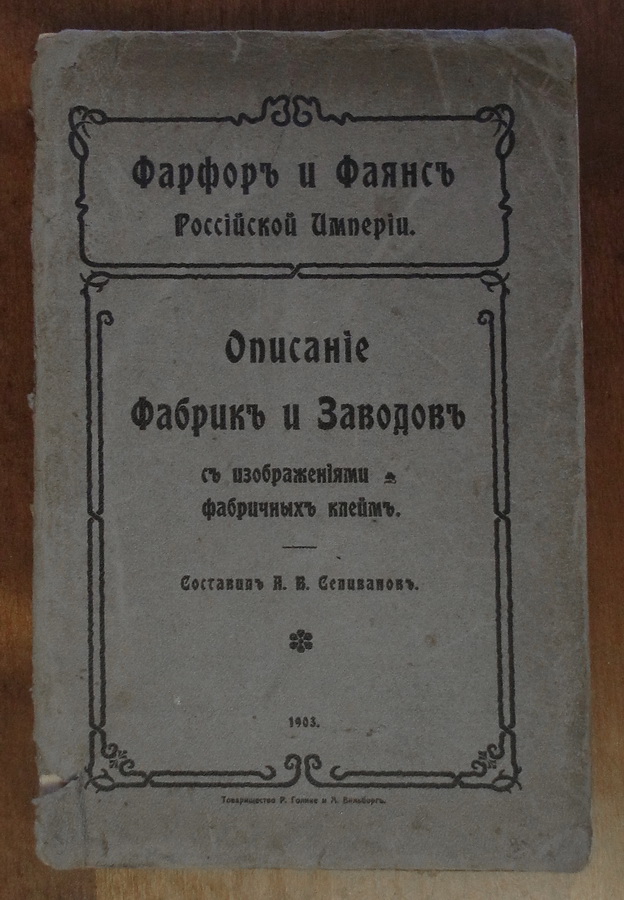 Фарфоръ и Фаянсъ
Россійской Имперіи.
Описаніе
Фабрикъ и Заводовъ
съ изображеніями
фабричныхъ клеймъ.
Составилъ А. В. Селивановъ.
1903.
Товарищество Р. Голике и А. Вильборгъ.